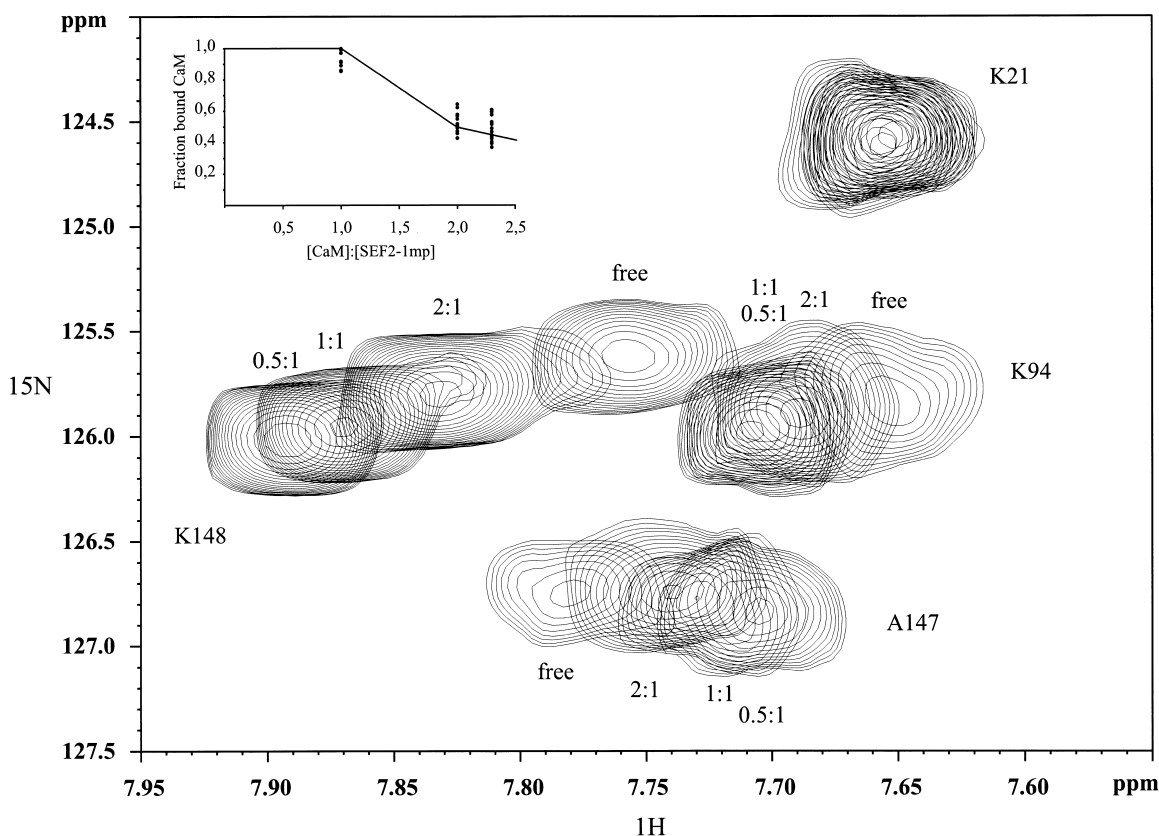 ppm
1,0
0,8
0,6
0,4
0,2
Fraction bound CaM
0,5 1,0 1,5 2,0 2,5
[CaM]:[SEF2-1mp]
K21
124.5
125.0
free
1:1
0.5:1
2:1
free
2:1
1:1
0.5:1
125.5
15N
K94
126.0
K148
126.5
A147
127.0
free
2:1
1:1
0.5:1
127.5
7.95 7.90 7.85 7.80 7.75 7.70 7.65 7.60 ppm
1H